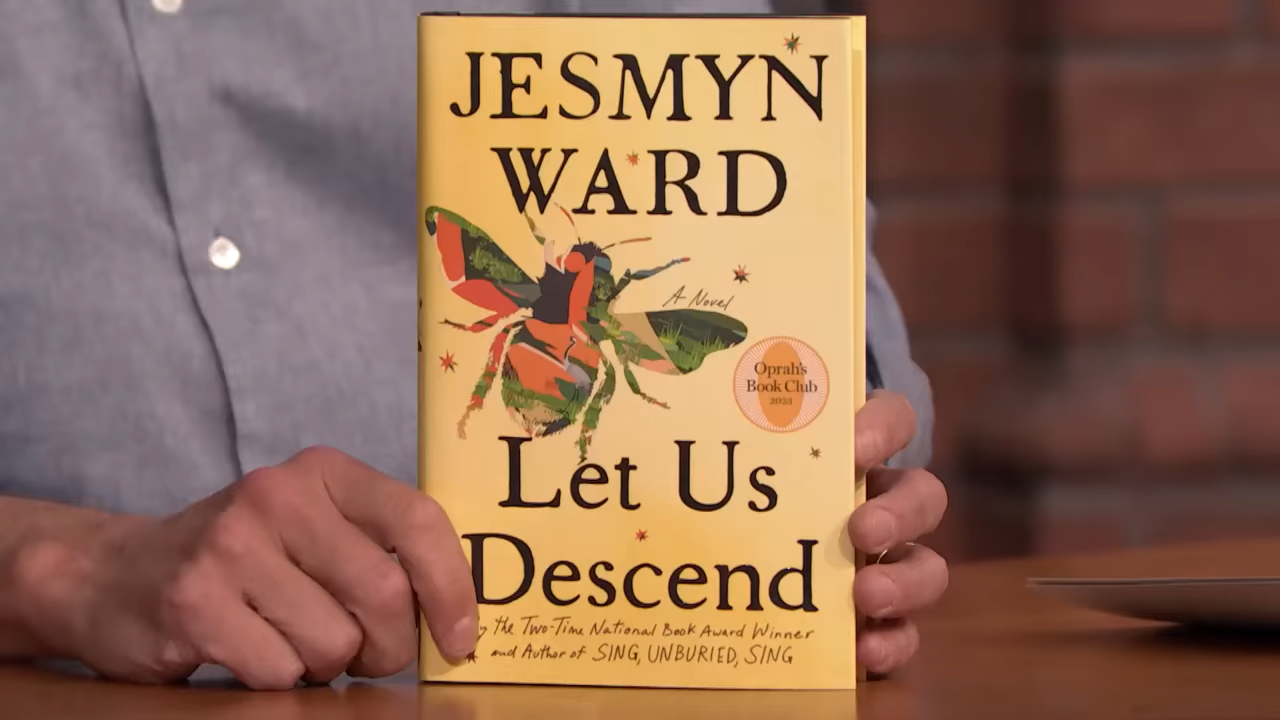 JESMYN
WARD
A Novel
Oprah's
Book Club
2023
Let Us
Descend
the Two-Time National Book Award Winner
and Author of SING, UNBURIED, SING